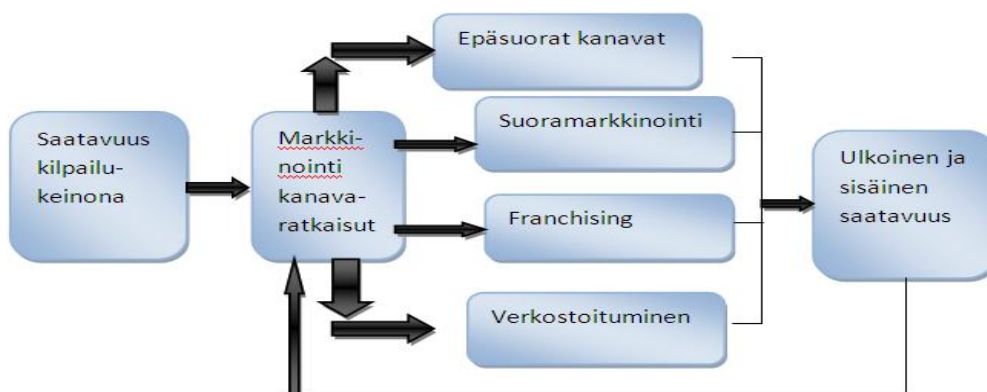 Saatavuus
kilpailu-
keinona
Markki-
nointi
kanava-
ratkaisut
Epäsuorat kanavat
Suoramarkkinointi
Franchising
Verkostoituminen
Ulkoinen ja
sisäinen
saatavuus